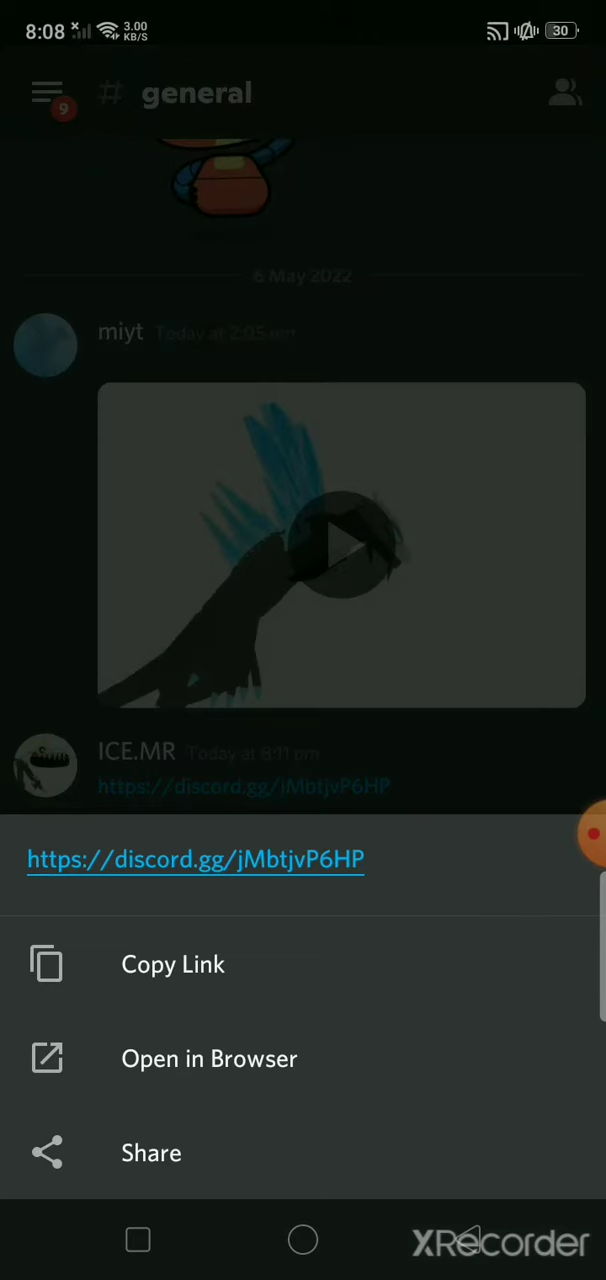 8:08
3.00
KB/S
30
9
# general
6 May 2022
miyt Today at 2:05 pm
ICE.MR Today at 8:11 pm
https://discord.gg/jMbtjvP6HP
https://discord.gg/jMbtjvP6HP
Copy Link
Open in Browser
Share
XRecorder